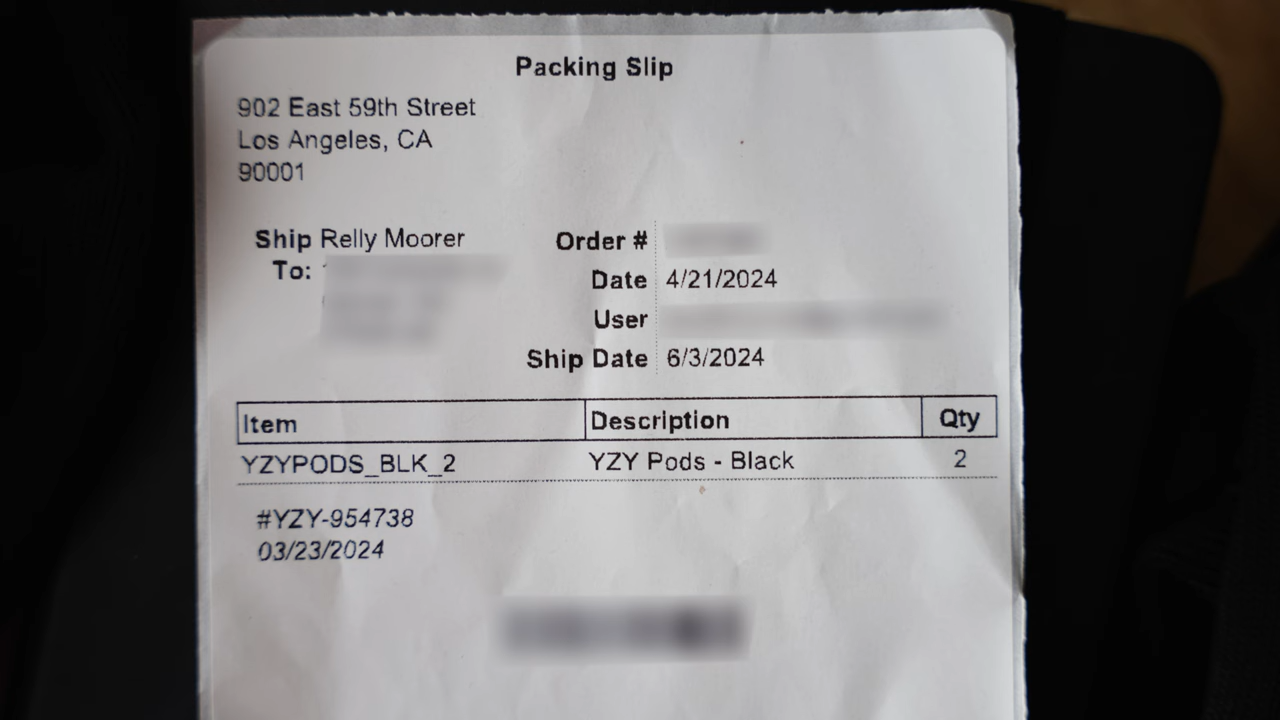 Packing Slip
902 East 59th Street
Los Angeles, CA
90001
Ship Relly Moorer
To:
Order #
Date 4/21/2024
User
Ship Date 6/3/2024
Item Description Qty
YZYPODS_BLK_2 YZY Pods - Black 2
#YZY-954738
03/23/2024